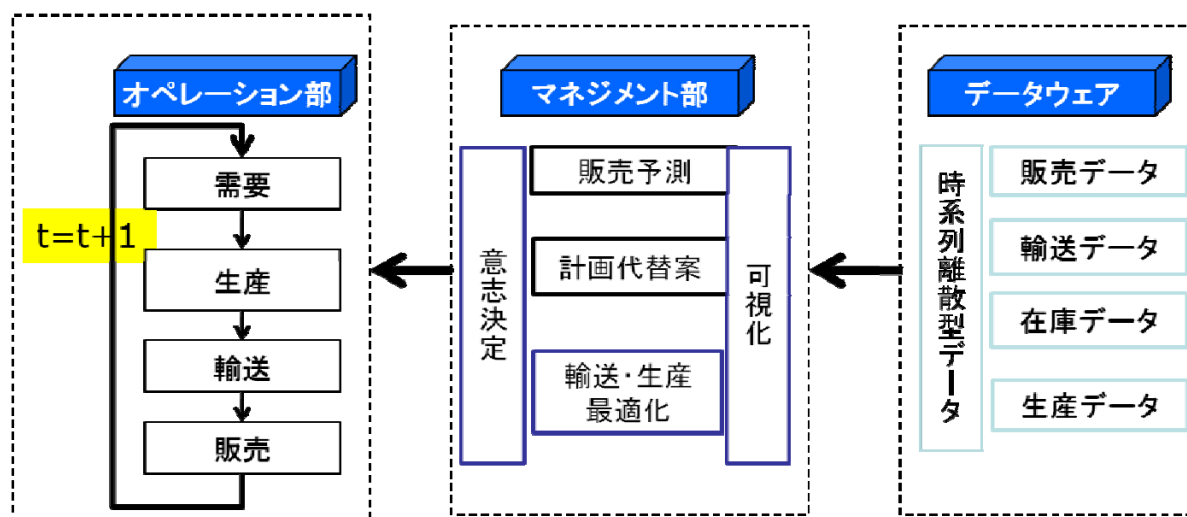 オペレーション部
需要
t=t+1
生産
輸送
販売
マネジメント部
意志決定
販売予測
計画代替案
輸送・生産
最適化
可視化
データウェア
時系列離散型データ
販売データ
輸送データ
在庫データ
生産データ